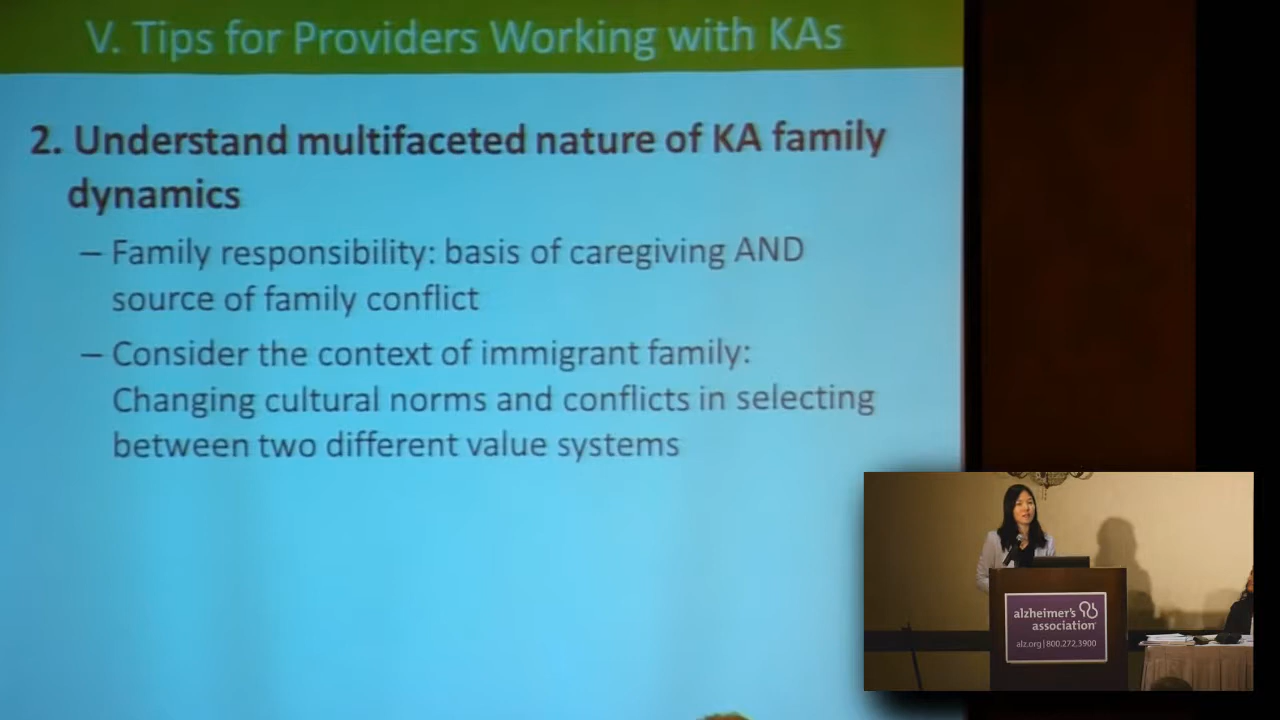 V. Tips for Providers Working with KAs
2. Understand multifaceted nature of KA family
dynamics
– Family responsibility: basis of caregiving AND
source of family conflict
– Consider the context of immigrant family:
Changing cultural norms and conflicts in selecting
between two different value systems
alzheimer's
association
alz.org | 800.272.3900